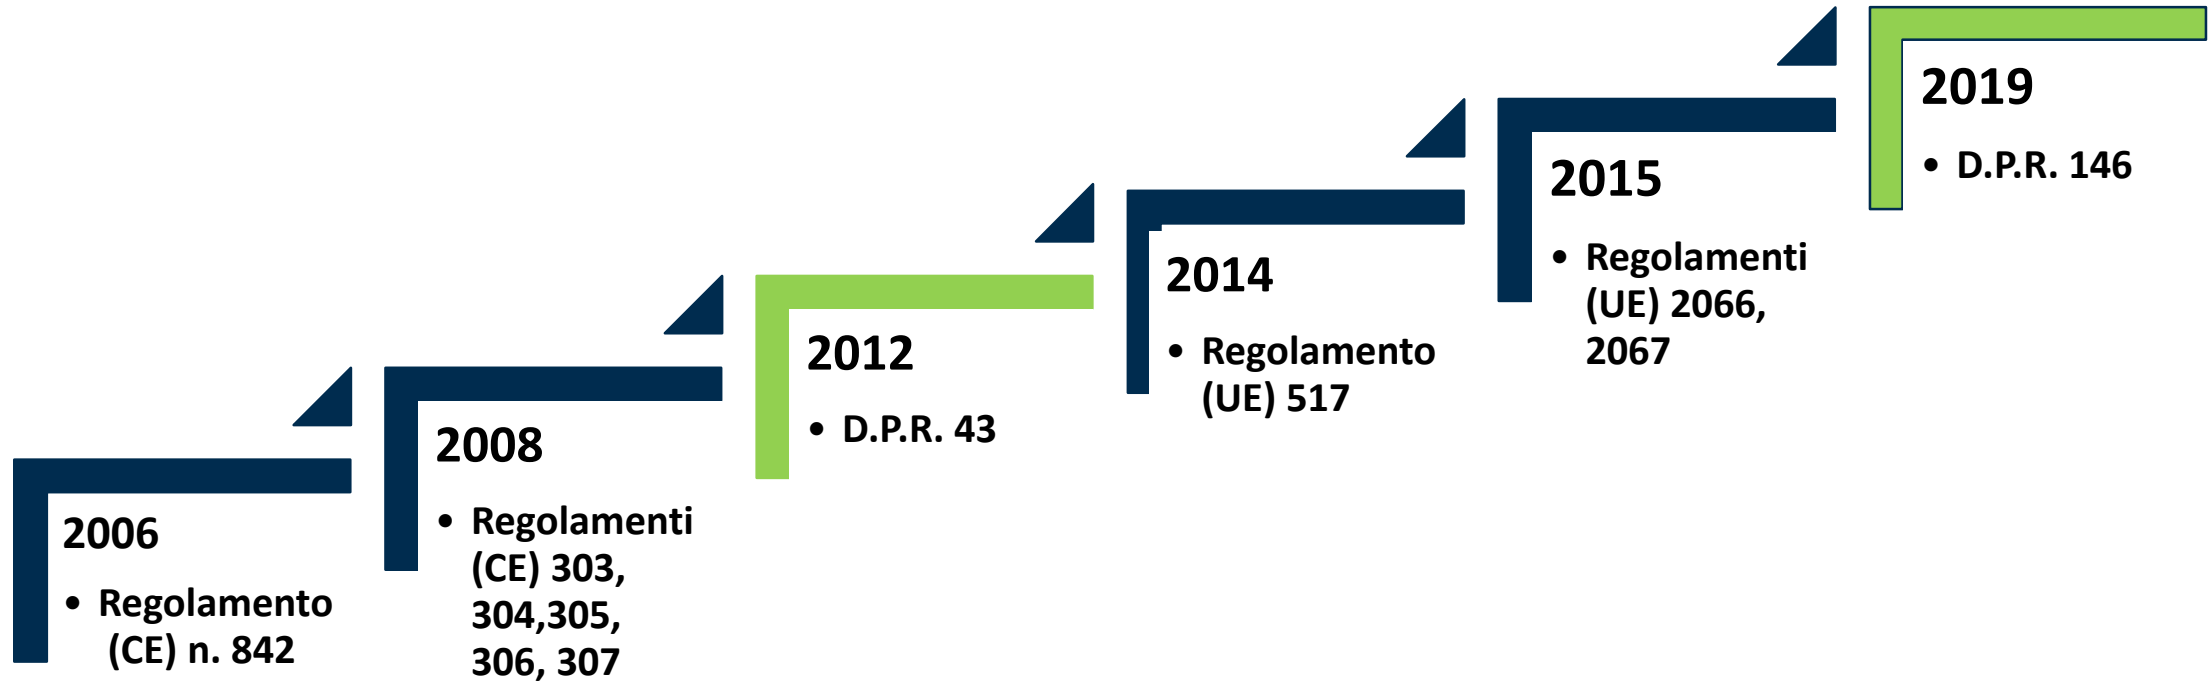 2006
• Regolamento
(CE) n. 842
2008
• Regolamenti
(CE) 303,
304,305,
306, 307
2012
• D.P.R. 43
2014
• Regolamento
(UE) 517
2015
• Regolamenti
(UE) 2066,
2067
2019
• D.P.R. 146